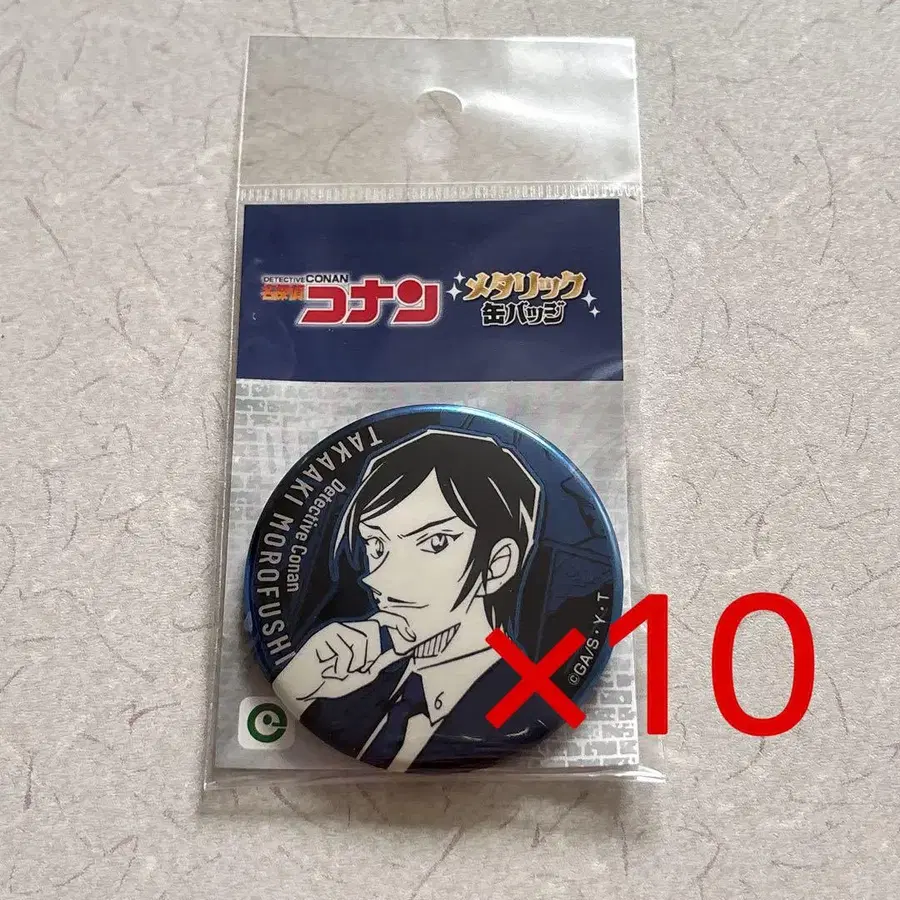 DETECTIVE CONAN
名探偵
コナン
メタリック
缶バッジ
TAKAAKI MOROFUSHI
Detective Conan
©GA/S・Y・T
×10